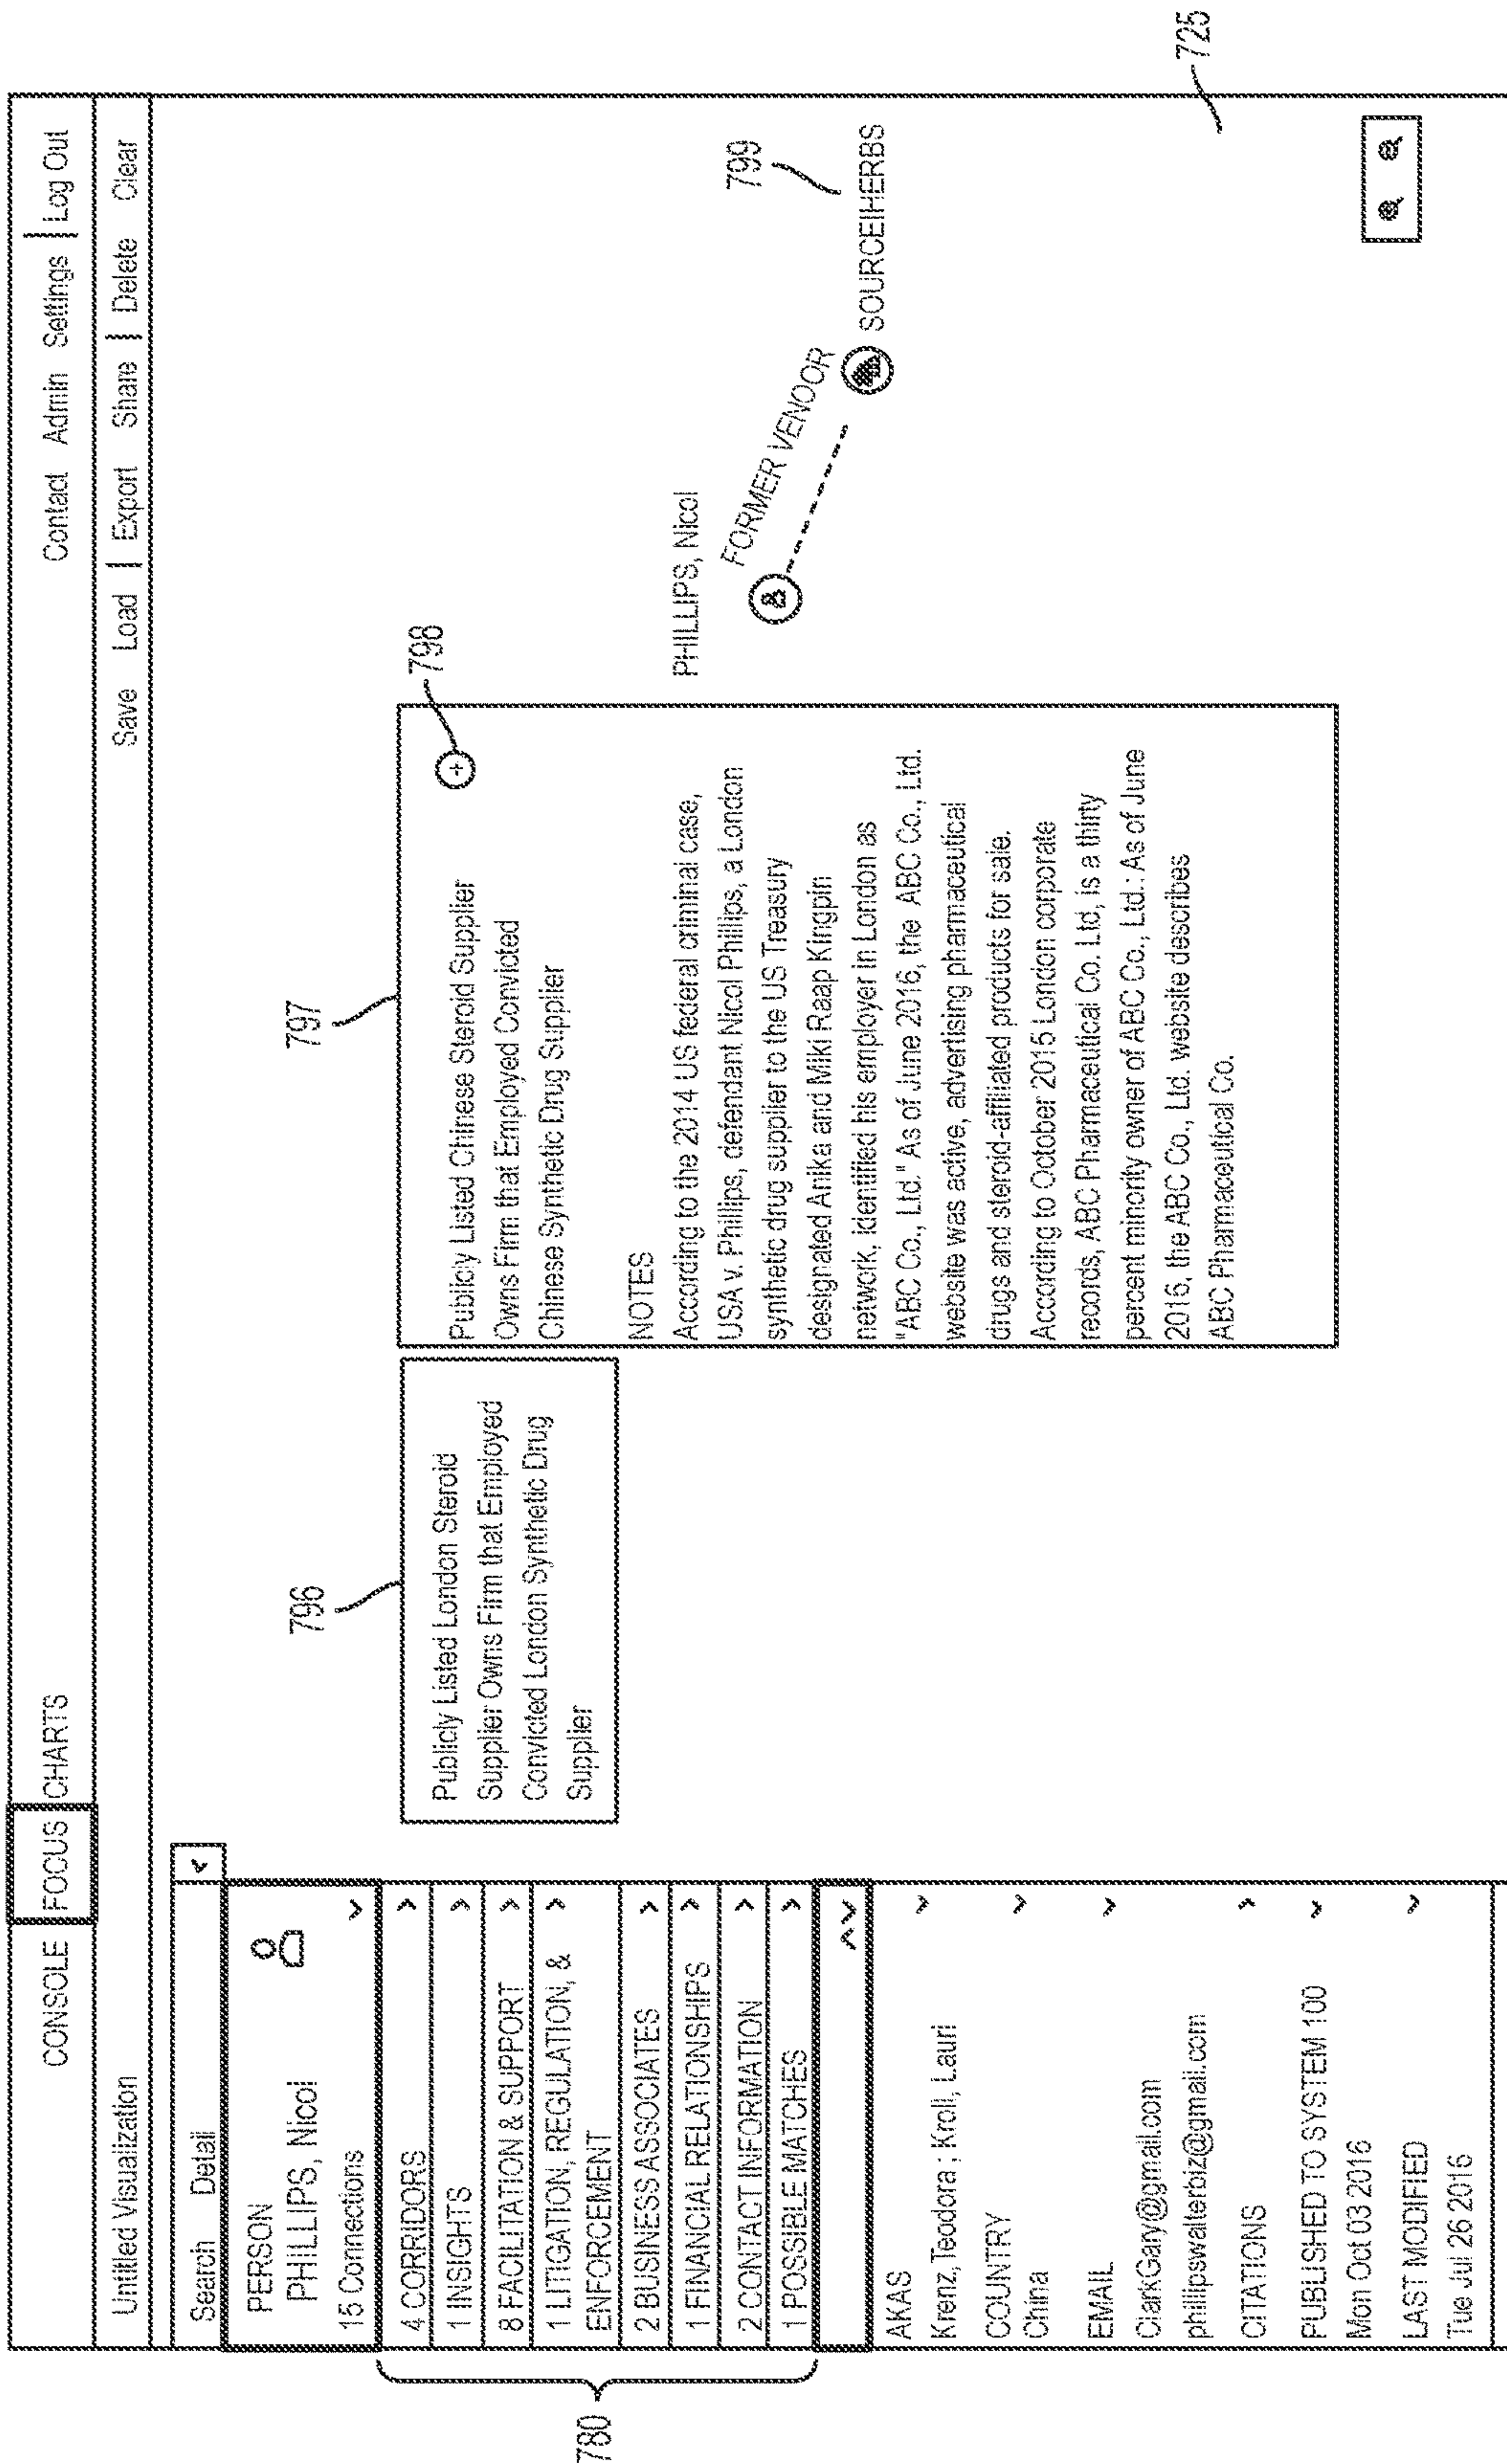 CONSOLE FOCUS CHARTS Contact Admin Settings | Log Out
Untitled Visualization Save Load | Export Share | Delete Clear
Search Detail
PERSON
PHILLIPS, Nicol
15 Connections
4 CORRIDORS
1 INSIGHTS
8 FACILITATION & SUPPORT
1 LITIGATION, REGULATION, &
ENFORCEMENT
2 BUSINESS ASSOCIATES
1 FINANCIAL RELATIONSHIPS
2 CONTACT INFORMATION
1 POSSIBLE MATCHES
780
AKAS
Krenz, Teodora ; Kroll, Lauri
COUNTRY
China
EMAIL
ClarkGary@gmail.com
phillipswalterbiz@gmail.com
CITATIONS
PUBLISHED TO SYSTEM 100
Mon Oct 03 2016
LAST MODIFIED
Tue Jul 26 2016
796
Publicly Listed London Steroid
Supplier Owns Firm that Employed
Convicted London Synthetic Drug
Supplier
797
798
+
Publicly Listed Chinese Steroid Supplier
Owns Firm that Employed Convicted
Chinese Synthetic Drug Supplier
NOTES
According to the 2014 US federal criminal case,
USA v. Phillips, defendant Nicol Phillips, a London
synthetic drug supplier to the US Treasury
designated Anika and Miki Raap Kingpin
network, identified his employer in London as
"ABC Co., Ltd." As of June 2016, the ABC Co., Ltd.
website was active, advertising pharmaceutical
drugs and steroid-affiliated products for sale.
According to October 2015 London corporate
records, ABC Pharmaceutical Co. Ltd, is a thirty
percent minority owner of ABC Co., Ltd.: As of June
2016, the ABC Co., Ltd. website describes
ABC Pharmaceutical Co.
PHILLIPS, Nicol
FORMER VENOOR
799
SOURCEIHERBS
725